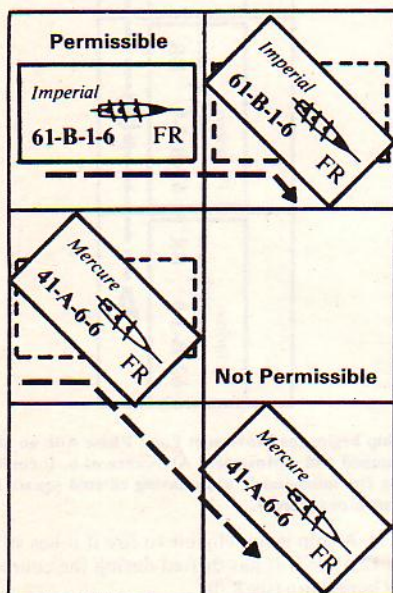 Permissible
Imperial
61-B-1-6 FR
Imperial
61-B-1-6
FR
Mercure
41-A-6-6
FR
Not Permissible
Mercure
41-A-6-6
FR